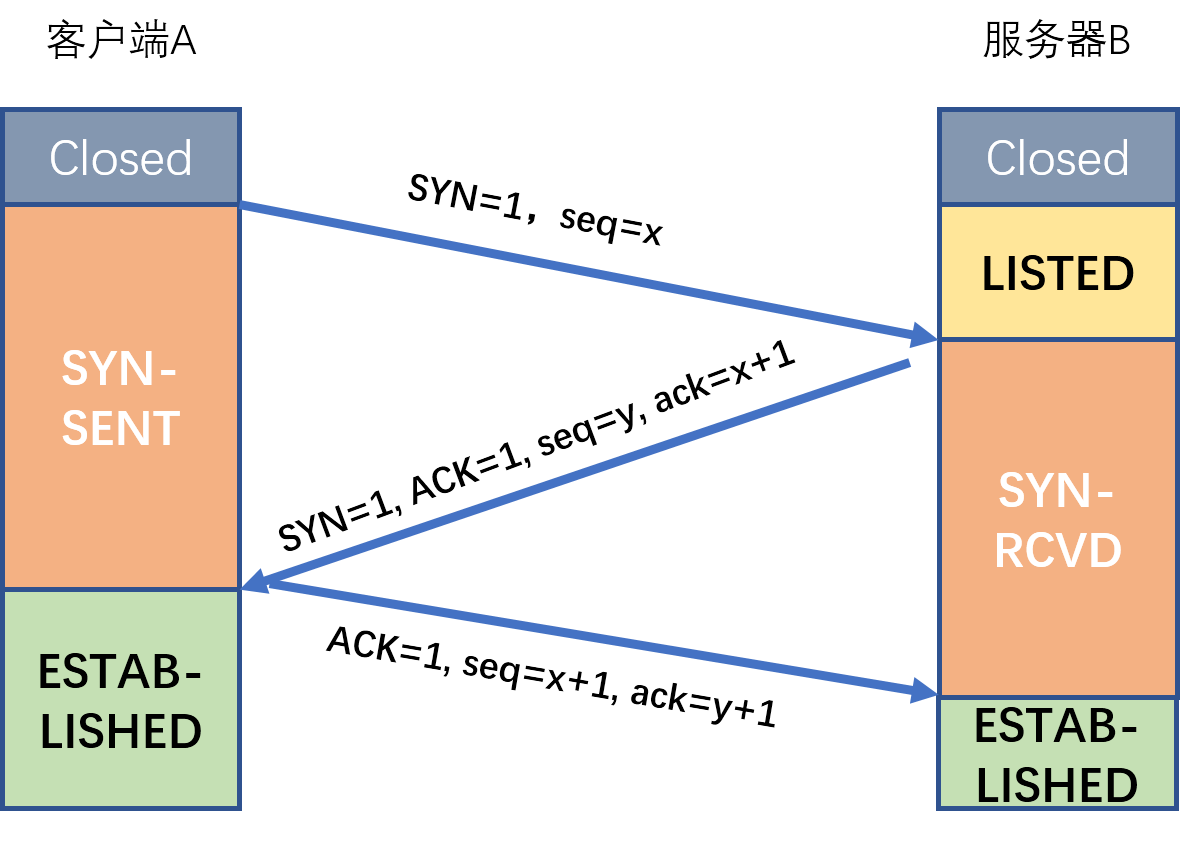 客户端A
服务器B
Closed
Closed
SYN=1，seq=x
LISTED
SYN-
SENT
SYN=1, ACK=1, seq=y, ack=x+1
SYN-
RCVD
ACK=1, seq=x+1, ack=y+1
ESTAB-
LISHED
ESTAB-
LISHED